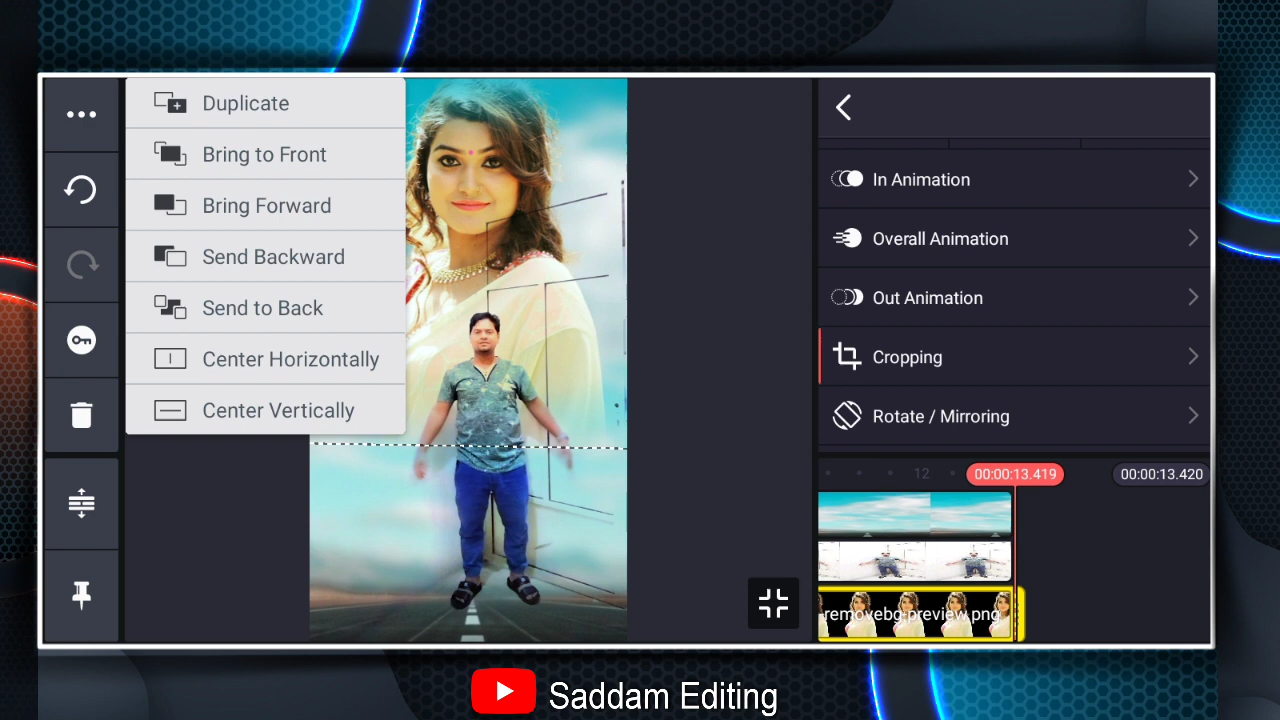 Duplicate
Bring to Front
Bring Forward
Send Backward
Send to Back
Center Horizontally
Center Vertically
In Animation
Overall Animation
Out Animation
Cropping
Rotate / Mirroring
12
00:00:13.419
00:00:13.420
removebg-preview.png
Saddam Editing